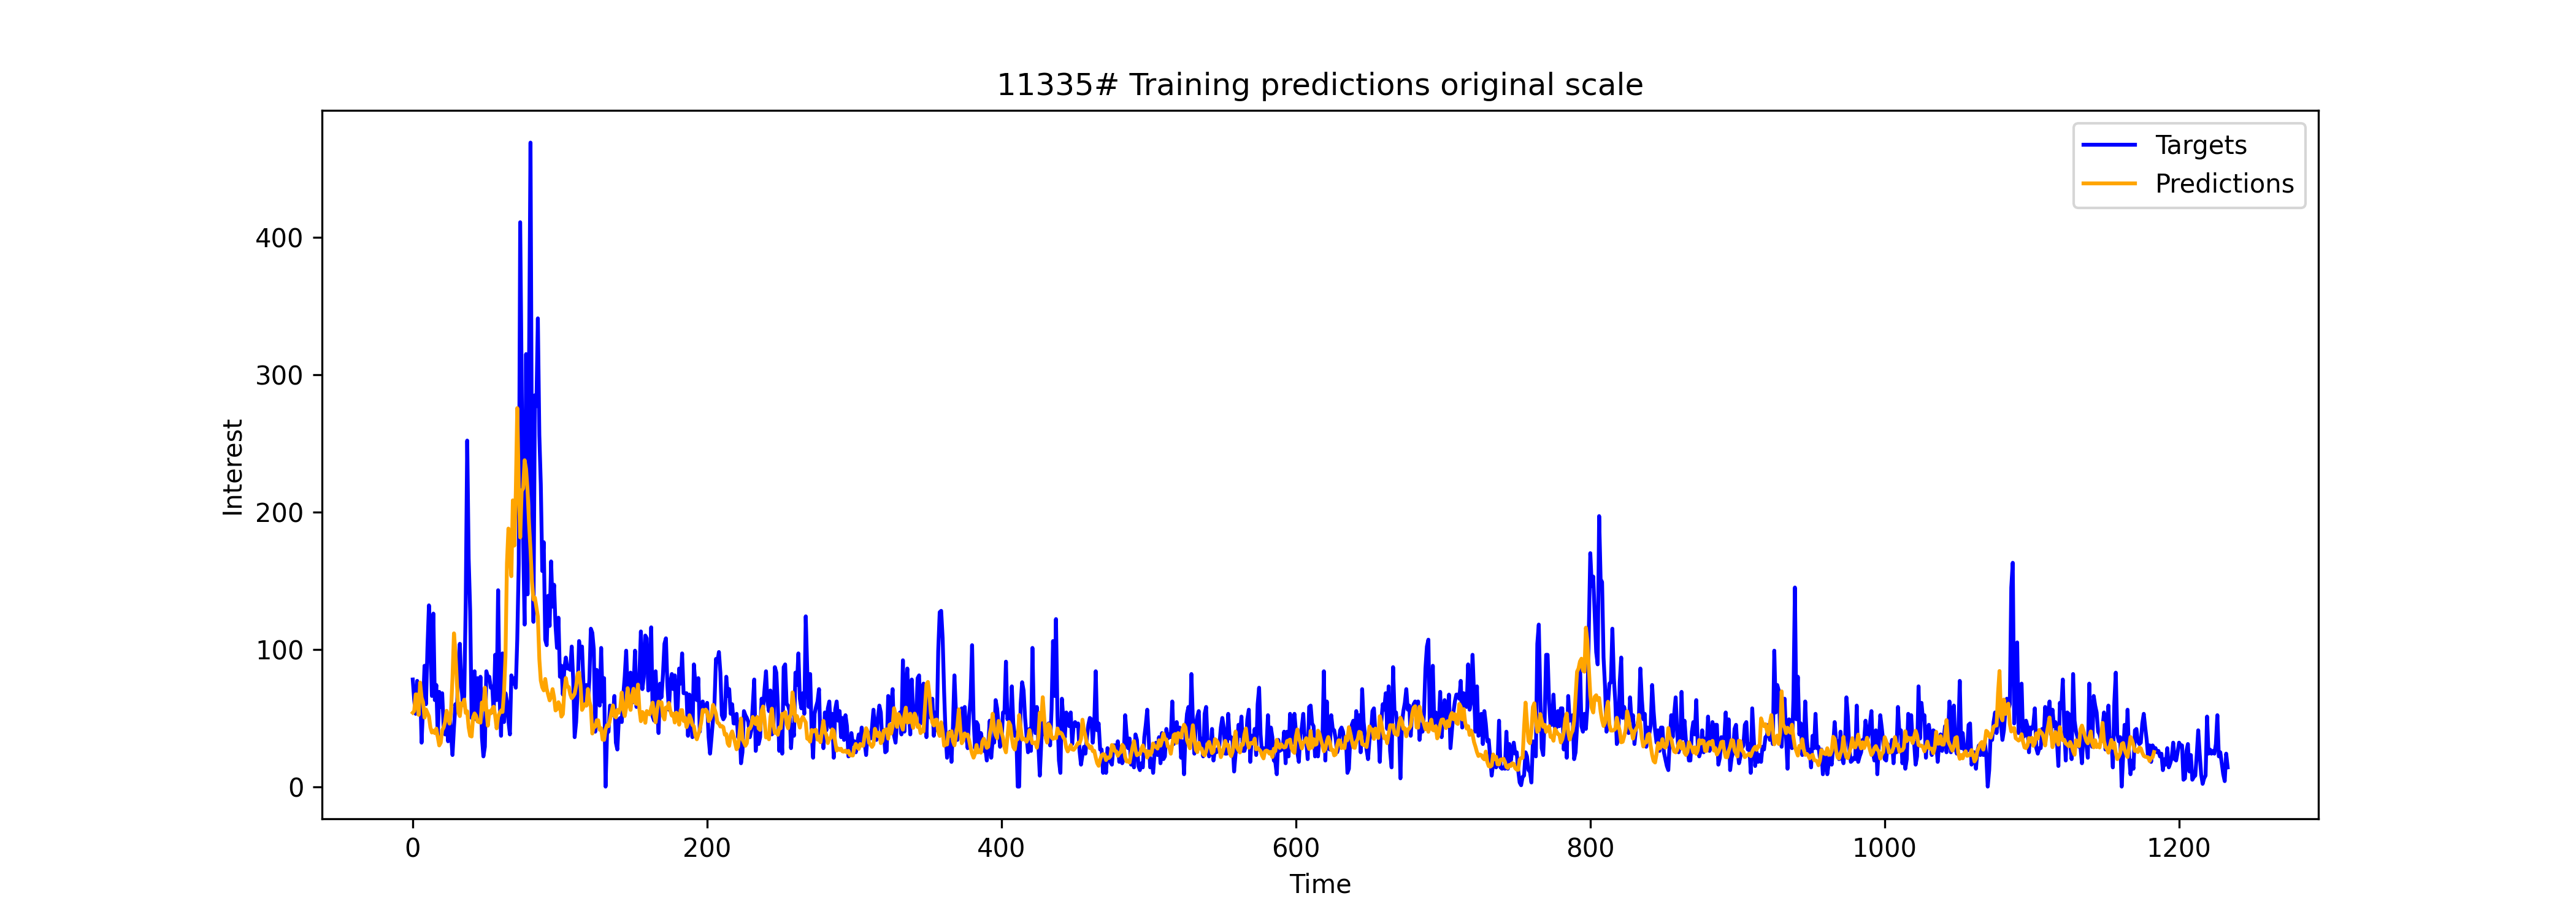 11335# Training predictions original scale
Targets
Predictions
400
300
200
100
0
Interest
0 200 400 600 800 1000 1200
Time